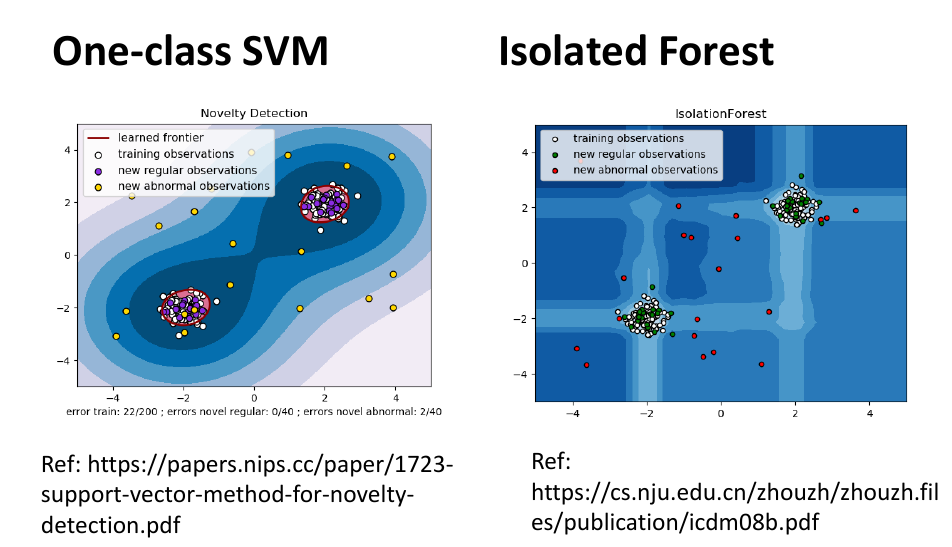 One-class SVM
Isolated Forest
Novelty Detection
learned frontier
training observations
new regular observations
new abnormal observations
4
2
0
−2
−4
−4
−2
0
2
4
error train: 22/200 ; errors novel regular: 0/40 ; errors novel abnormal: 2/40
IsolationForest
training observations
new regular observations
new abnormal observations
4
2
0
−2
−4
−4
−2
0
2
4
Ref: https://papers.nips.cc/paper/1723-
support-vector-method-for-novelty-
detection.pdf
Ref:
https://cs.nju.edu.cn/zhouzh/zhouzh.fil
es/publication/icdm08b.pdf